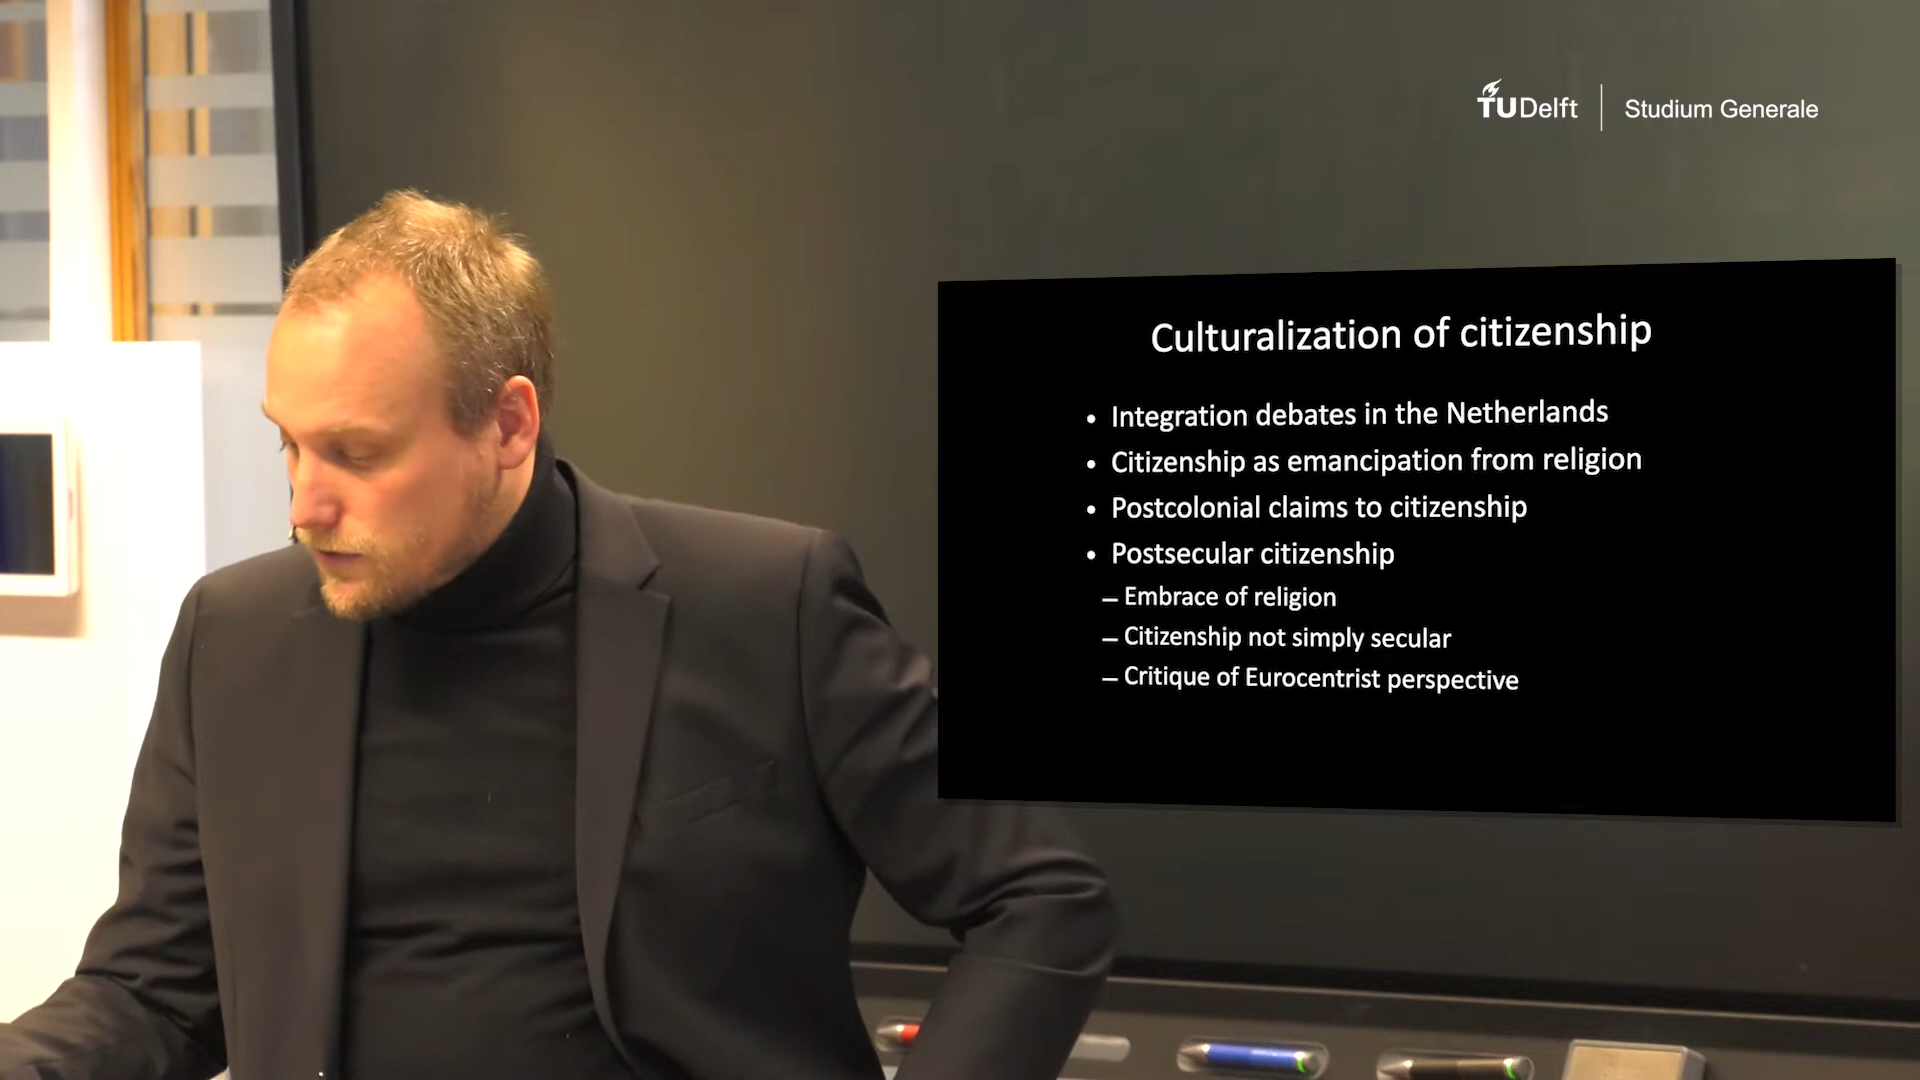 TUDelft | Studium Generale
Culturalization of citizenship
• Integration debates in the Netherlands
• Citizenship as emancipation from religion
• Postcolonial claims to citizenship
• Postsecular citizenship
– Embrace of religion
– Citizenship not simply secular
– Critique of Eurocentrist perspective